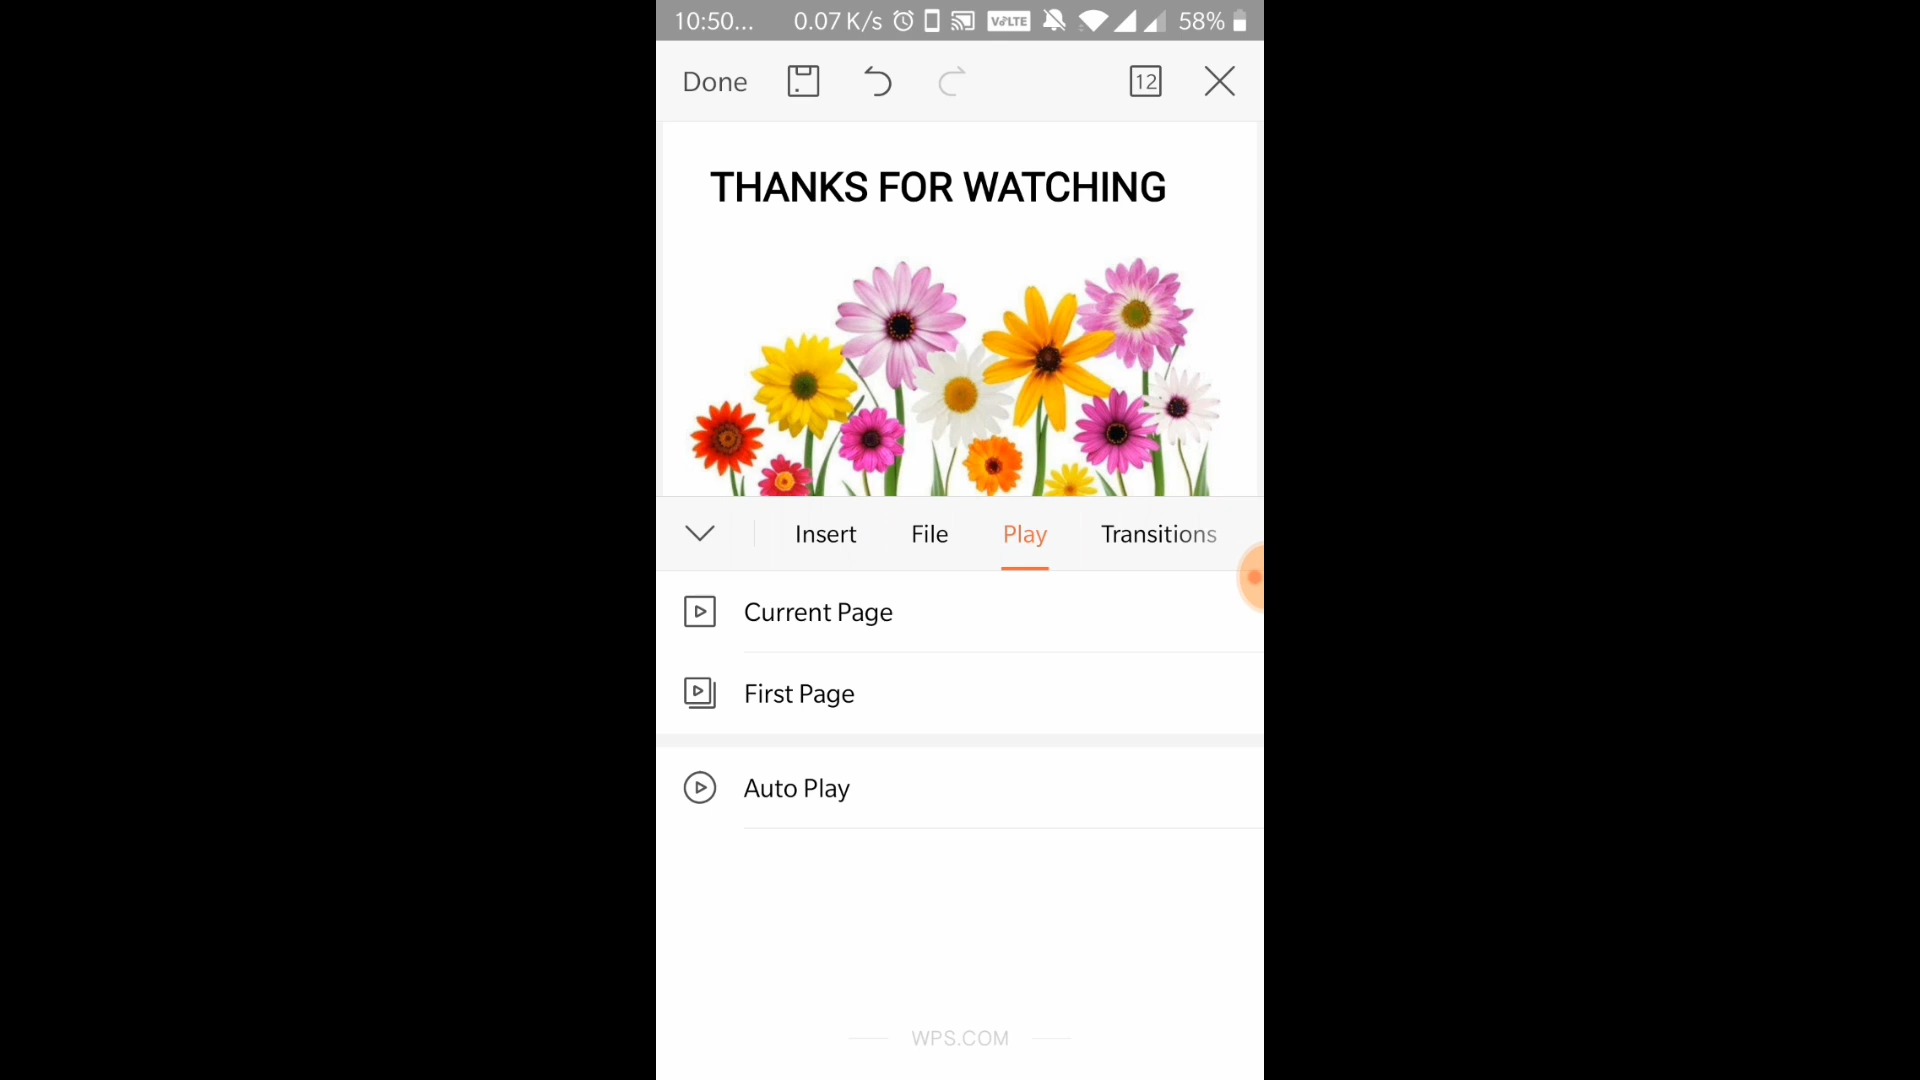 10:50... 0.07 K/s VoLTE 58%
Done 12
THANKS FOR WATCHING
Insert File Play Transitions
Current Page
First Page
Auto Play
WPS.COM